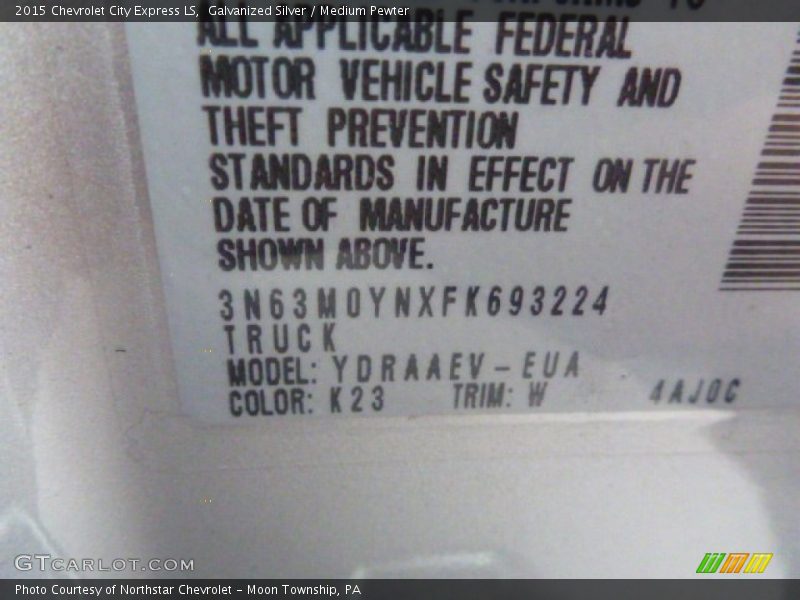 2015 Chevrolet City Express LS, Galvanized Silver / Medium Pewter
ALL APPLICABLE FEDERAL
MOTOR VEHICLE SAFETY AND
THEFT PREVENTION
STANDARDS IN EFFECT ON THE
DATE OF MANUFACTURE
SHOWN ABOVE.
3N63M0YNXFK693224
TRUCK
MODEL: YDRAAEV-EUA
COLOR: K23 TRIM: W 4AJ0C
GTCARLOT.COM
Photo Courtesy of Northstar Chevrolet - Moon Township, PA